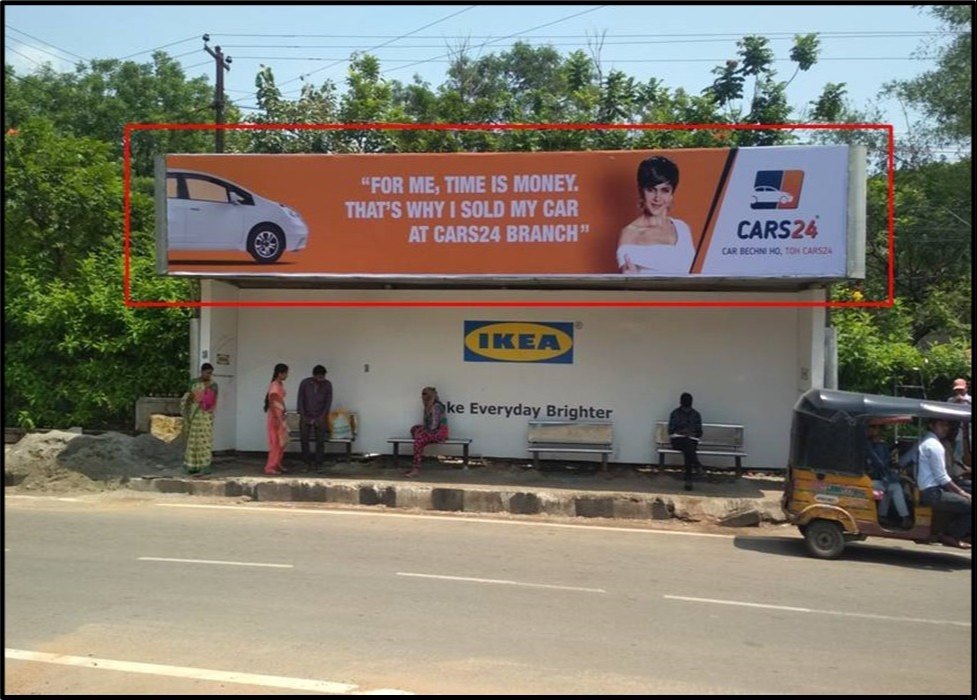 "FOR ME, TIME IS MONEY.
THAT'S WHY I SOLD MY CAR
AT CARS24 BRANCH"
CARS24
CAR BECHNI HO, TOH CARS24
IKEA®
Everyday Brighter